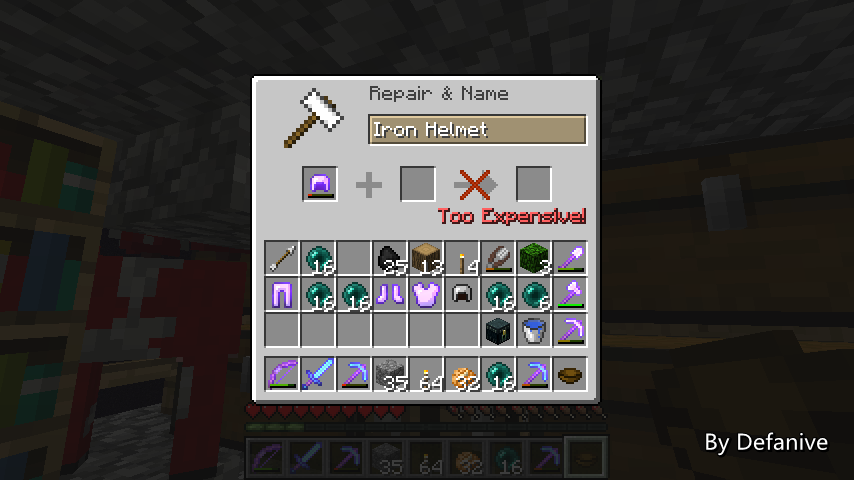 Repair & Name
Iron Helmet
Too Expensive!
16 25 13 4 3
16 16 16 6
35 64 32 16
35 64 32 16
By Defanive